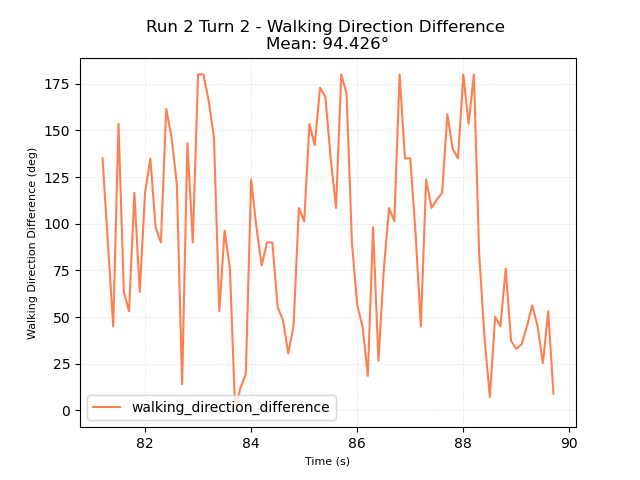 Run 2 Turn 2 - Walking Direction Difference
Mean: 94.426°
Walking Direction Difference (deg)
175
150
125
100
75
50
25
0
walking_direction_difference
82
84
86
88
90
Time (s)